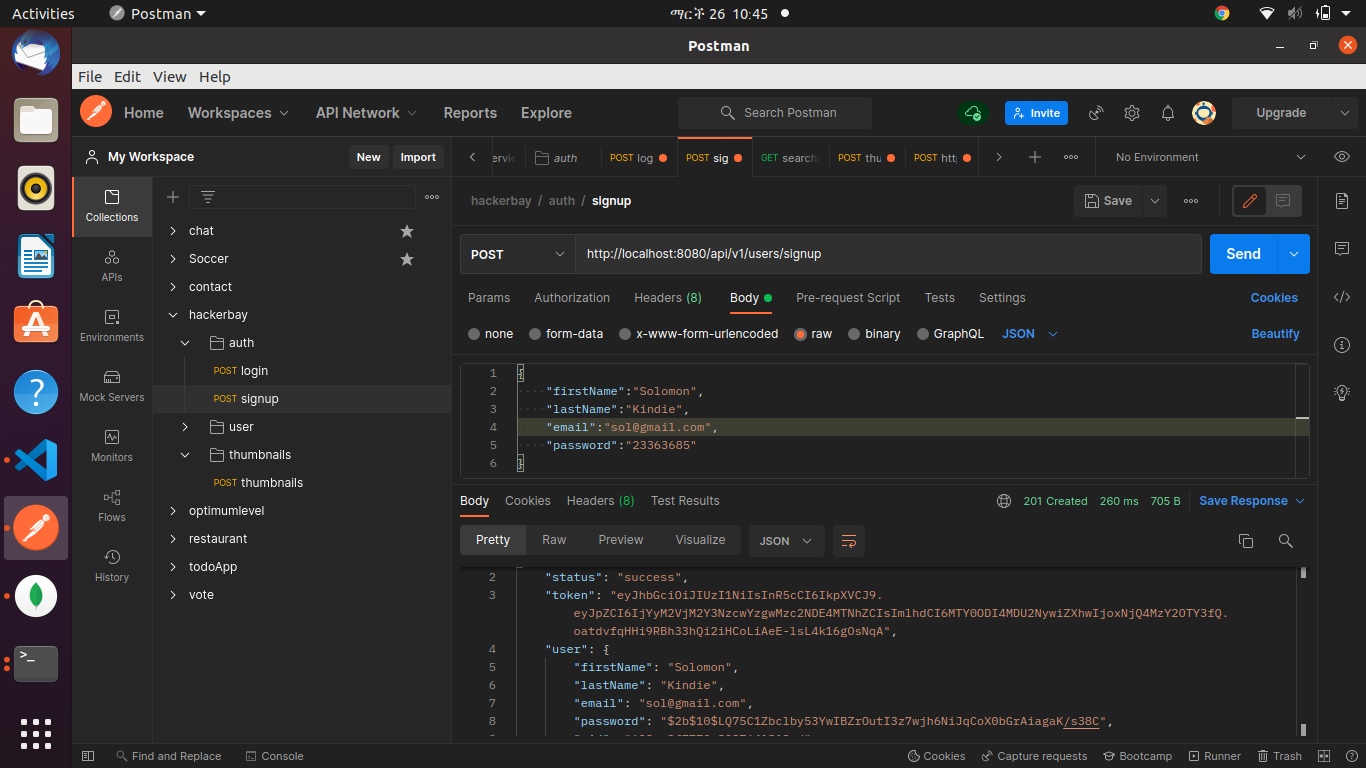 Activities
Postman
ማርች 26 10:45
Postman
File Edit View Help
Home Workspaces API Network Reports Explore
Search Postman
Invite
Upgrade
My Workspace
New Import
auth
POST log
POST sig
GET search
POST thu
POST htt
No Environment
Collections
APIs
Environments
Mock Servers
Monitors
Flows
History
chat
Soccer
contact
hackerbay
auth
POST login
POST signup
user
thumbnails
POST thumbnails
optimumlevel
restaurant
todoApp
vote
hackerbay / auth / signup
Save
POST http://localhost:8080/api/v1/users/signup
Send
Params Authorization Headers (8) Body Pre-request Script Tests Settings Cookies
none form-data x-www-form-urlencoded raw binary GraphQL JSON Beautify
1 {
2 "firstName":"Solomon",
3 "lastName":"Kindie",
4 "email":"sol@gmail.com",
5 "password":"23363685"
6 }
Body Cookies Headers (8) Test Results
201 Created 260 ms 705 B Save Response
Pretty Raw Preview Visualize JSON
2 "status": "success",
3 "token": "eyJhbGciOiJIUzI1NiIsInR5cCI6IkpXVCJ9.
eyJpZCI6IjYyM2VjM2Y3NzcwYzgwMzc2NDE4MTNhZCIsImlhdCI6MTY0ODI4MDU2NywiZXhwIjoxNjQ4MzY2OTY3fQ.
oatdvfqHHi9RBh33hQi2iHCoLiAeE-lsL4k16gOsNqA",
4 "user": {
5 "firstName": "Solomon",
6 "lastName": "Kindie",
7 "email": "sol@gmail.com",
8 "password": "$2b$10$LQ75C1Zbclby53YwIBZrOutI3z7wjh6NiJqCoX0bGrAiagaK/s38C",
Find and Replace Console
Cookies Capture requests Bootcamp Runner Trash